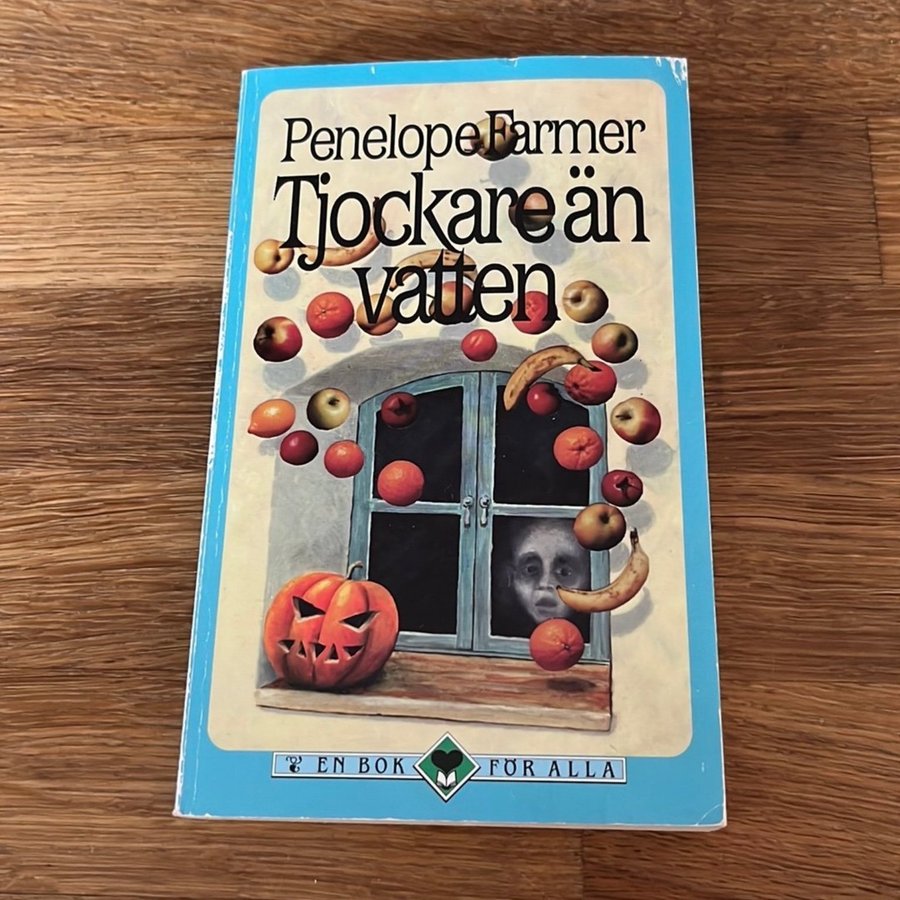 Penelope Farmer
Tjockare än
vatten
EN BOK FÖR ALLA